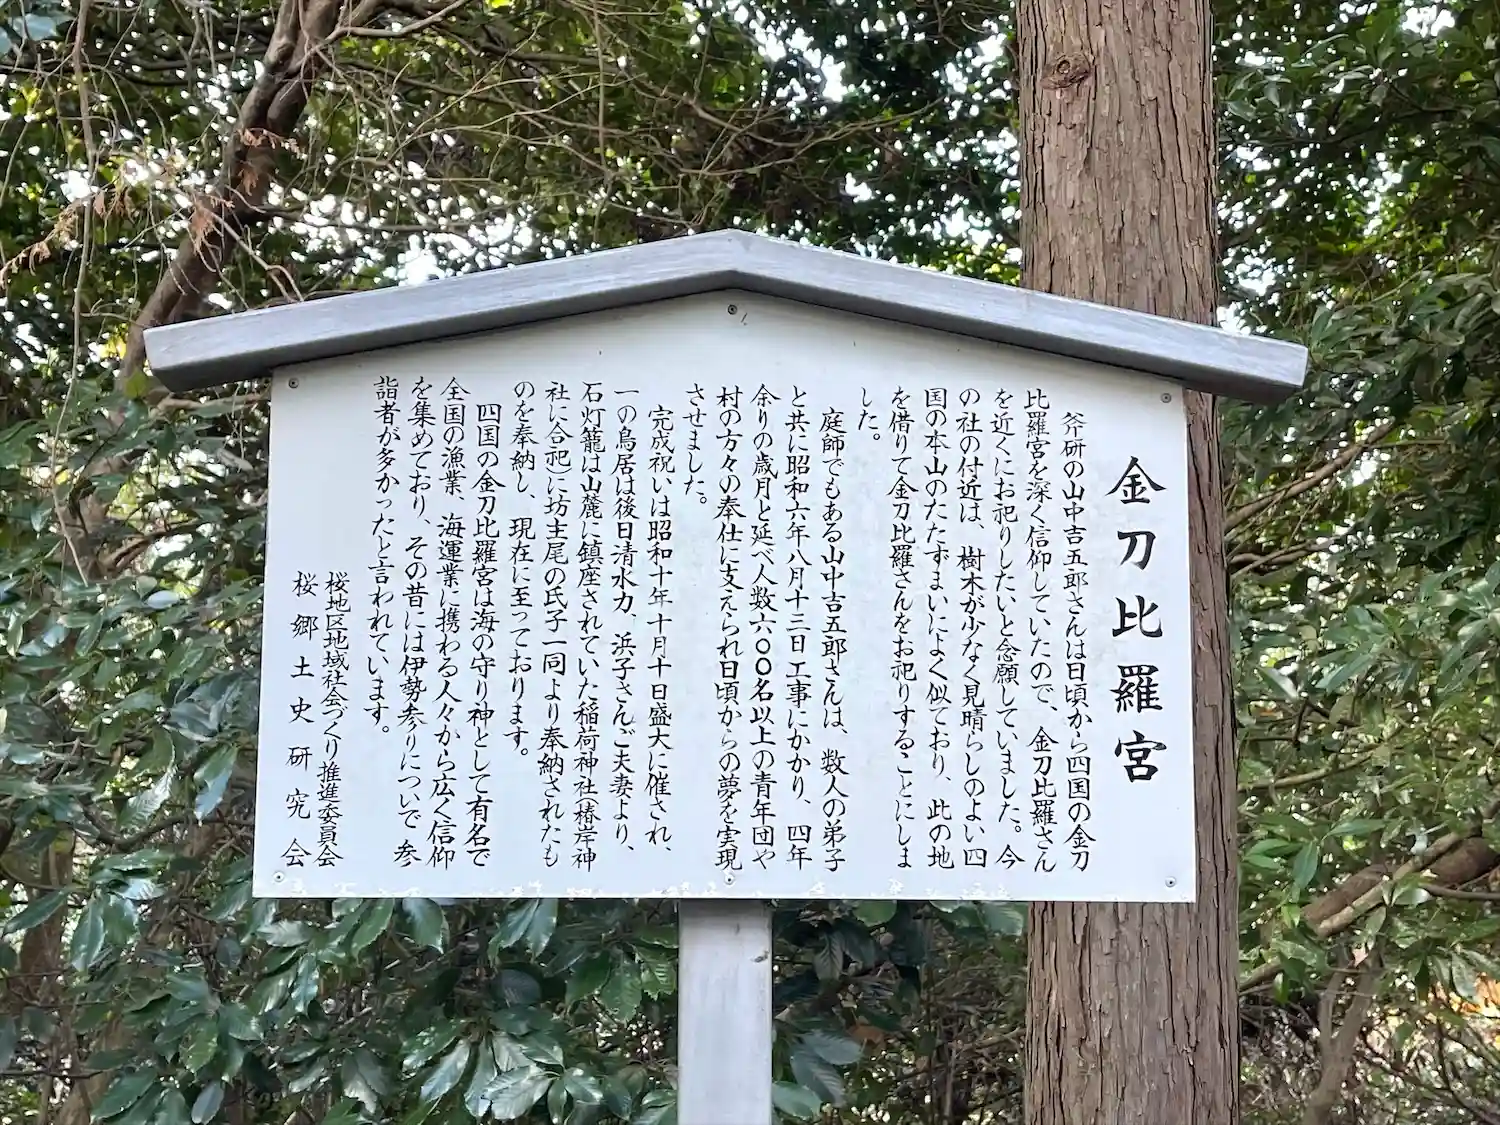 金刀比羅宮
斧研の山中吉五郎さんは日頃から四国の金刀
比羅宮を深く信仰していたので、金刀比羅さん
を近くにお祀りしたいと念願していました。今
の社の付近は、樹木が少なく見晴らしのよい四
国の本山のたたずまいによく似ており、此の地
を借りて金刀比羅さんをお祀りすることにしま
した。
庭師でもある山中吉五郎さんは、数人の弟子
と共に昭和六年八月十三日工事にかかり、四年
余りの歳月と延べ人数六〇〇名以上の青年団や
村の方々の奉仕に支えられ日頃からの夢を実現
させました。
完成祝いは昭和十年十月十日盛大に催され、
一の鳥居は後日清水力、浜子さんご夫妻より、
石灯籠は山麓に鎮座されていた稲荷神社(椿岸神
社に合祀)に坊主尾の氏子一同より奉納されたも
のを奉納し、現在に至っております。
四国の金刀比羅宮は海の守り神として有名で
全国の漁業、海運業に携わる人々から広く信仰
を集めており、その昔には伊勢参りについで参
詣者が多かったと言われています。
桜地区地域社会づくり推進委員会
桜郷土史研究会